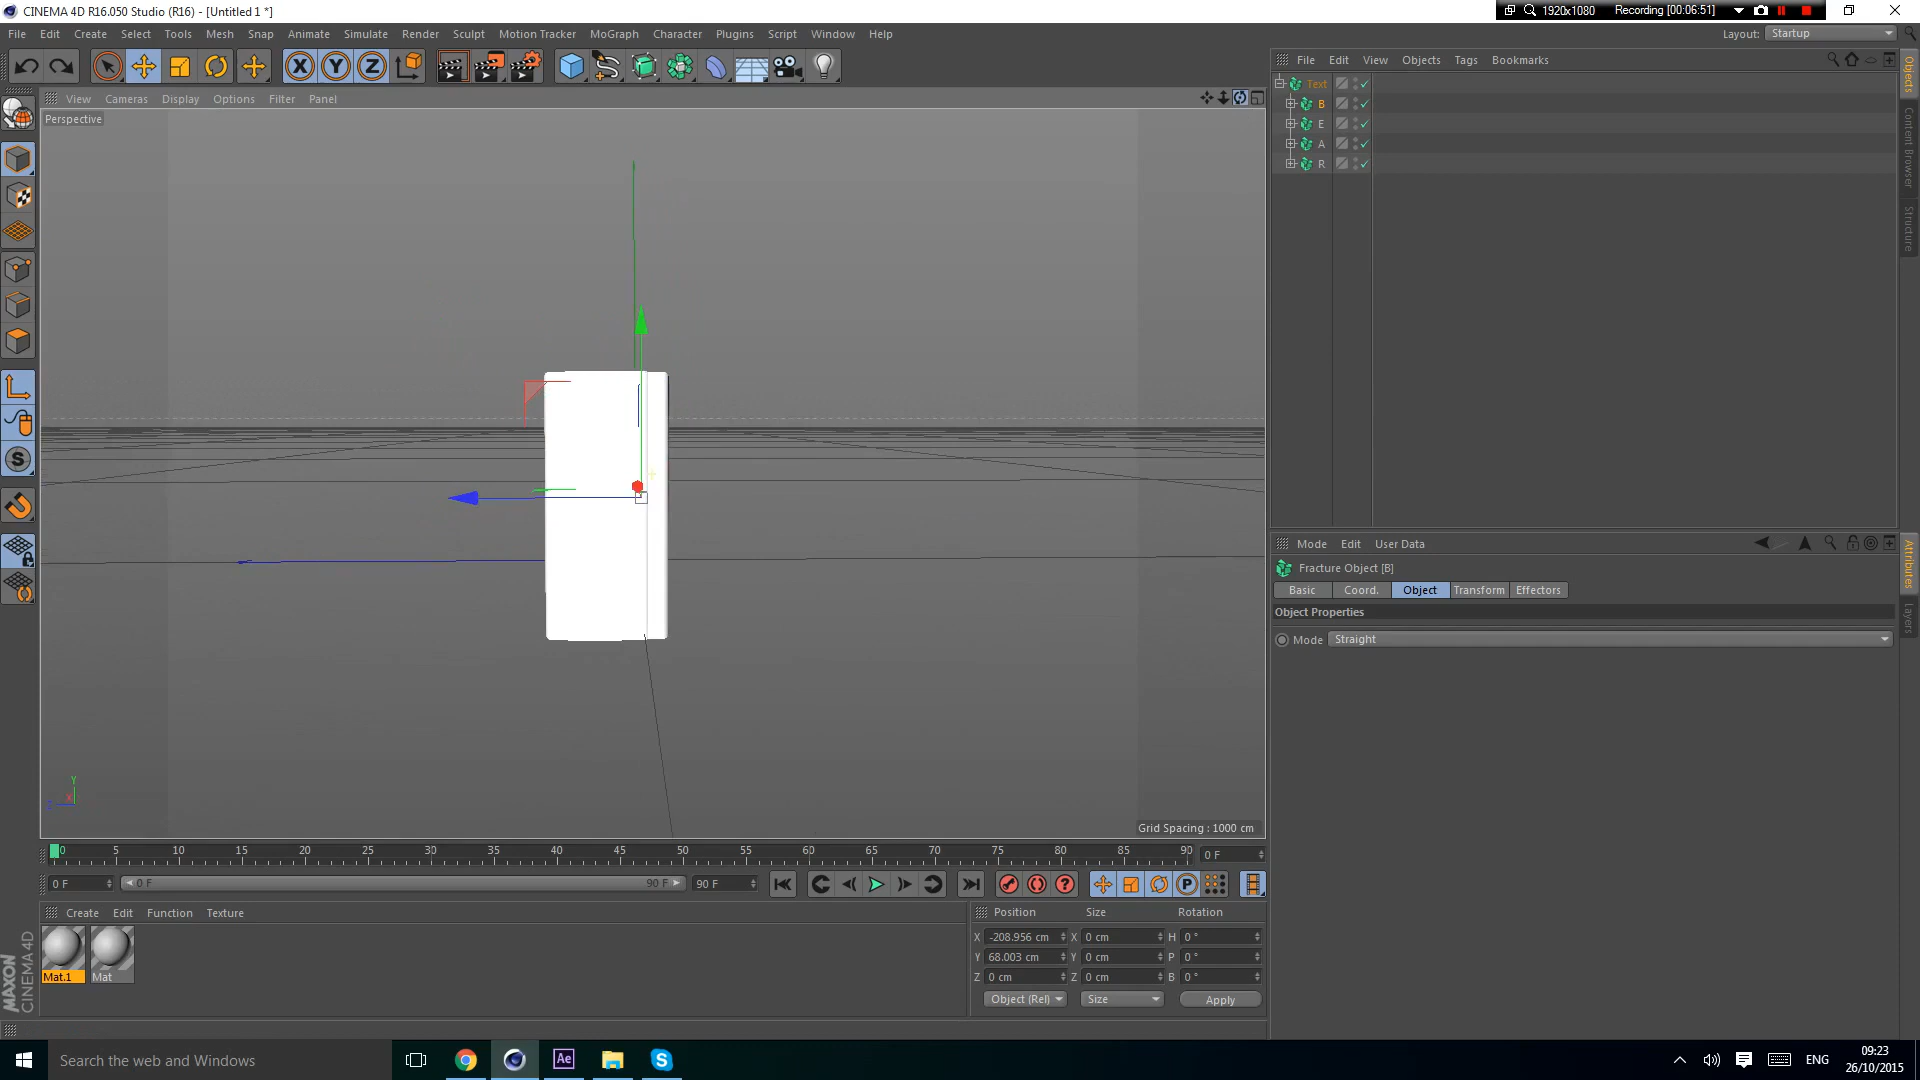 CINEMA 4D R16.050 Studio (R16) - [Untitled 1 *]
1920x1080 Recording [00:06:51]
File Edit Create Select Tools Mesh Snap Animate Simulate Render Sculpt Motion Tracker MoGraph Character Plugins Script Window Help
Layout: Startup
X Y Z
File Edit View Objects Tags Bookmarks
View Cameras Display Options Filter Panel
Perspective
Text
B
E
A
R
Objects
Content Browser
Structure
Mode Edit User Data
Fracture Object [B]
Basic Coord. Object Transform Effectors
Object Properties
Mode Straight
Attributes
Layers
S
Y
X
Grid Spacing : 1000 cm
0 5 10 15 20 25 30 35 40 45 50 55 60 65 70 75 80 85 90
0 F
0 F 0 F 90 F 90 F
P
Create Edit Function Texture
Mat.1 Mat
Position Size Rotation
X -208.956 cm X 0 cm H 0 °
Y 68.003 cm Y 0 cm P 0 °
Z 0 cm Z 0 cm B 0 °
Object (Rel) Size Apply
MAXON
CINEMA 4D
Search the web and Windows
Ae
S
ENG
09:23
26/10/2015